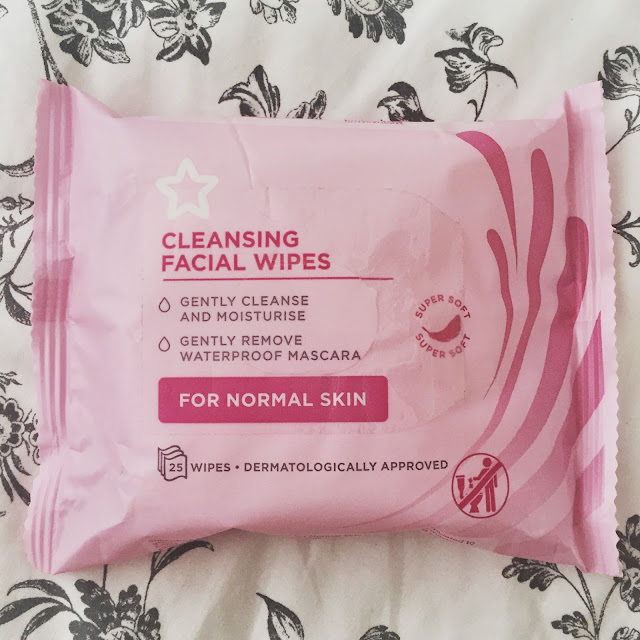 CLEANSING
FACIAL WIPES
GENTLY CLEANSE
AND MOISTURISE
GENTLY REMOVE
WATERPROOF MASCARA
SUPER SOFT
SUPER SOFT
FOR NORMAL SKIN
25 WIPES • DERMATOLOGICALLY APPROVED